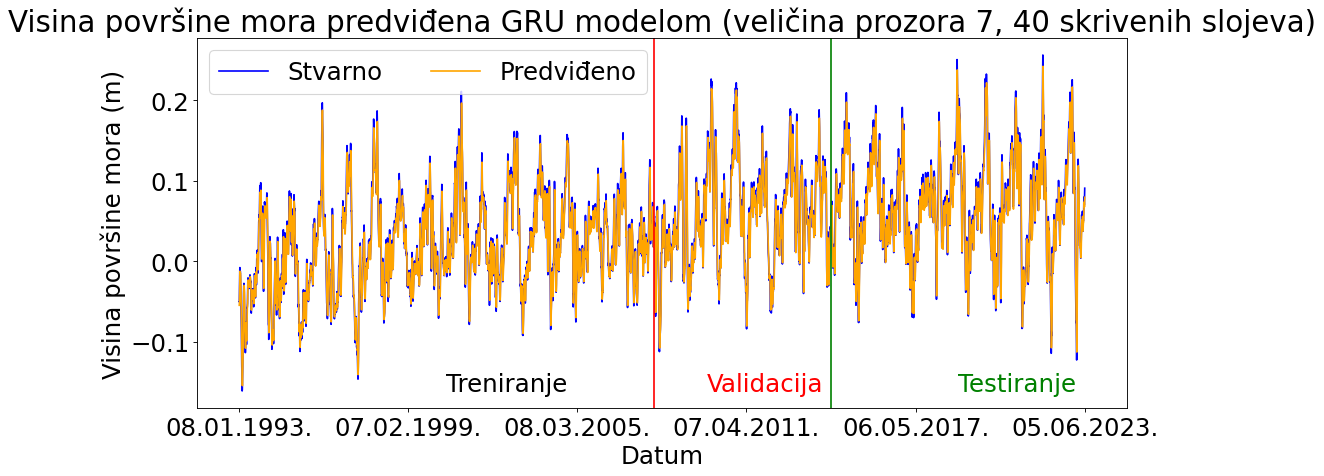 Visina površine mora predviđena GRU modelom (veličina prozora 7, 40 skrivenih slojeva)
Stvarno
Predviđeno
Visina površine mora (m)
0.2
0.1
0.0
−0.1
Treniranje
Validacija
Testiranje
08.01.1993.
07.02.1999.
08.03.2005.
07.04.2011.
06.05.2017.
05.06.2023.
Datum